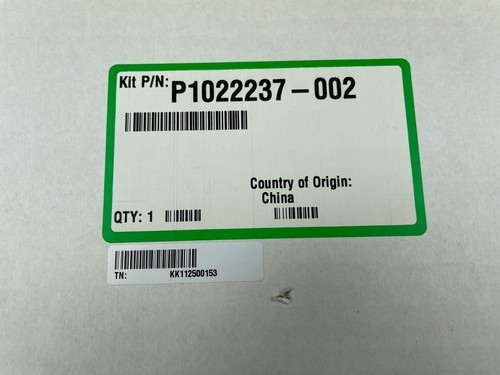 Kit P/N: P1022237-002
Country of Origin:
China
QTY: 1
TN: KK112500153